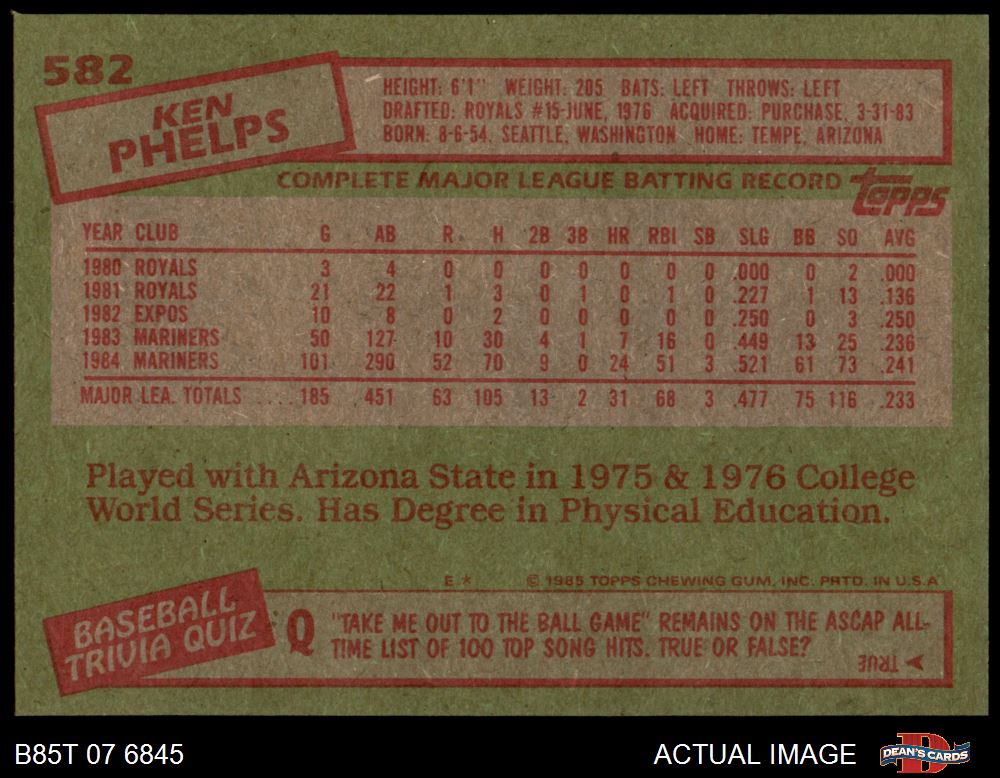 582
KEN
PHELPS
HEIGHT: 6'1" WEIGHT: 205 BATS: LEFT THROWS: LEFT
DRAFTED: ROYALS #15-JUNE, 1976 ACQUIRED: PURCHASE, 3-31-83
BORN: 8-6-54, SEATTLE, WASHINGTON HOME: TEMPE, ARIZONA
COMPLETE MAJOR LEAGUE BATTING RECORD topps
YEAR CLUB G AB R H 2B 3B HR RBI SB SLG BB SO AVG
1980 ROYALS 3 4 0 0 0 0 0 0 0 .000 0 2 .000
1981 ROYALS 21 22 1 3 0 1 0 1 0 .227 1 13 .136
1982 EXPOS 10 8 0 2 0 0 0 0 0 .250 0 3 .250
1983 MARINERS 50 127 10 30 4 1 7 16 0 .449 13 25 .236
1984 MARINERS 101 290 52 70 9 0 24 51 3 .521 61 73 .241
MAJOR LEA. TOTALS .... 185 451 63 105 13 2 31 68 3 .477 75 116 .233
Played with Arizona State in 1975 & 1976 College
World Series. Has Degree in Physical Education.
E * © 1985 TOPPS CHEWING GUM, INC. PRTD. IN U.S.A
BASEBALL
TRIVIA QUIZ
Q "TAKE ME OUT TO THE BALL GAME" REMAINS ON THE ASCAP ALL-
TIME LIST OF 100 TOP SONG HITS. TRUE OR FALSE?
TRUE
B85T 07 6845
ACTUAL IMAGE
D
DEAN'S CARDS